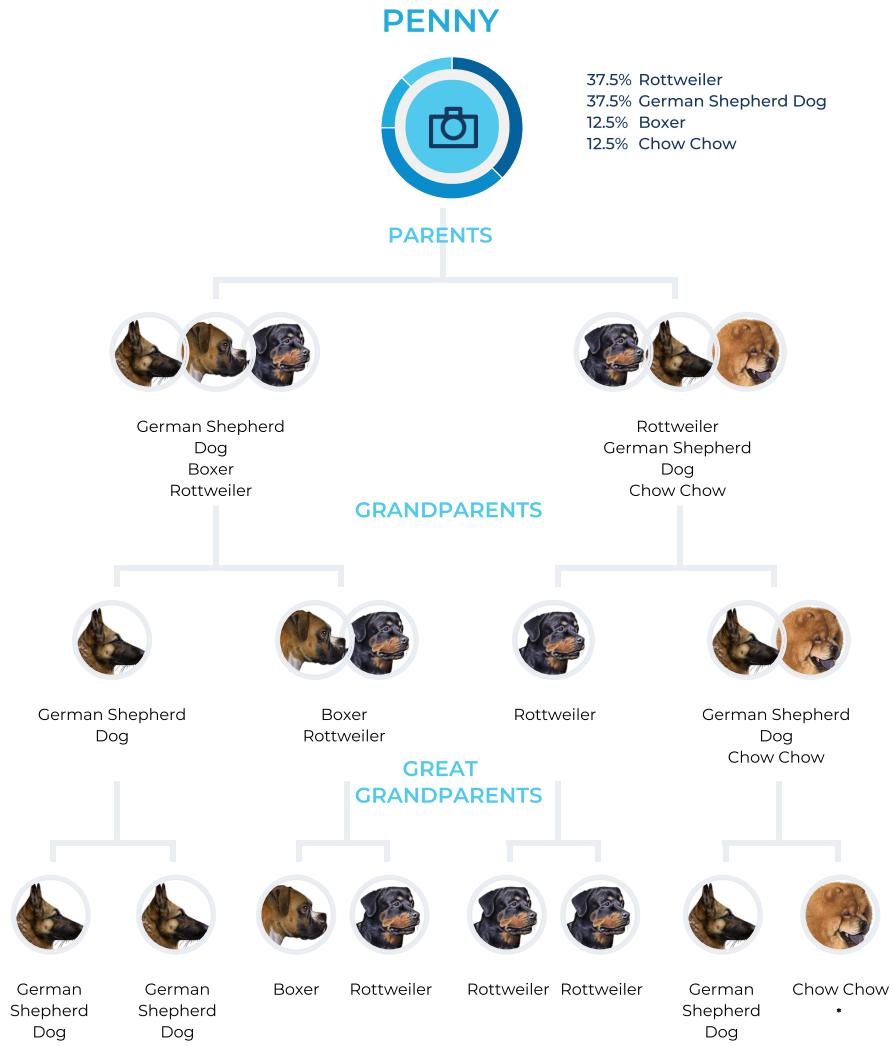 PENNY
37.5% Rottweiler
37.5% German Shepherd Dog
12.5% Boxer
12.5% Chow Chow
PARENTS
German Shepherd
Dog
Boxer
Rottweiler
Rottweiler
German Shepherd
Dog
Chow Chow
GRANDPARENTS
German Shepherd
Dog
Boxer
Rottweiler
Rottweiler
German Shepherd
Dog
Chow Chow
GREAT
GRANDPARENTS
German
Shepherd
Dog
German
Shepherd
Dog
Boxer
Rottweiler
Rottweiler
Rottweiler
German
Shepherd
Dog
Chow Chow
*